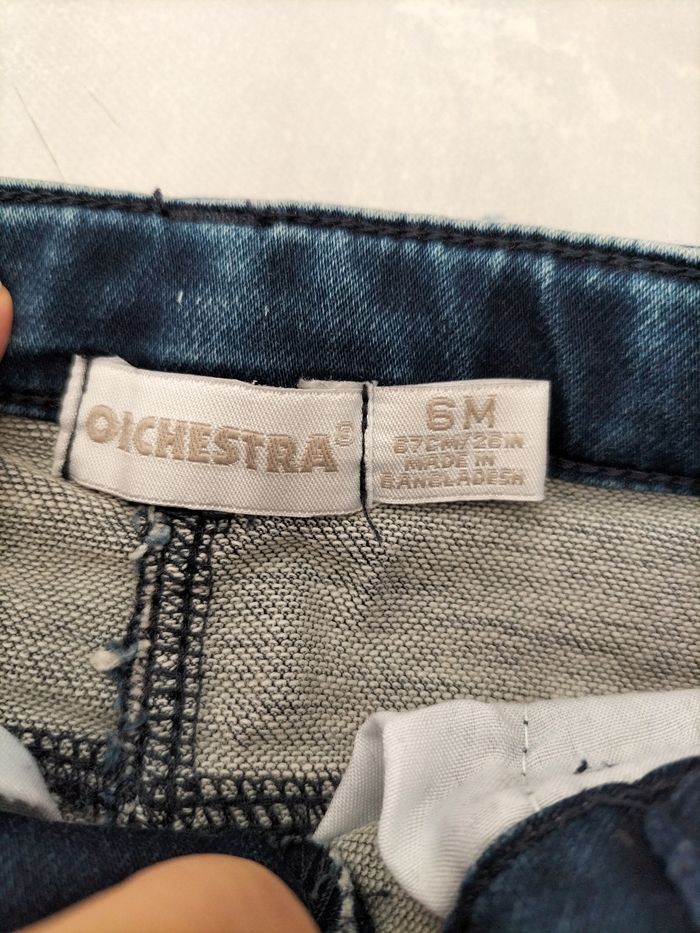 OICHESTRA®
6M
67CM/26IN
MADE IN
BANGLADESH